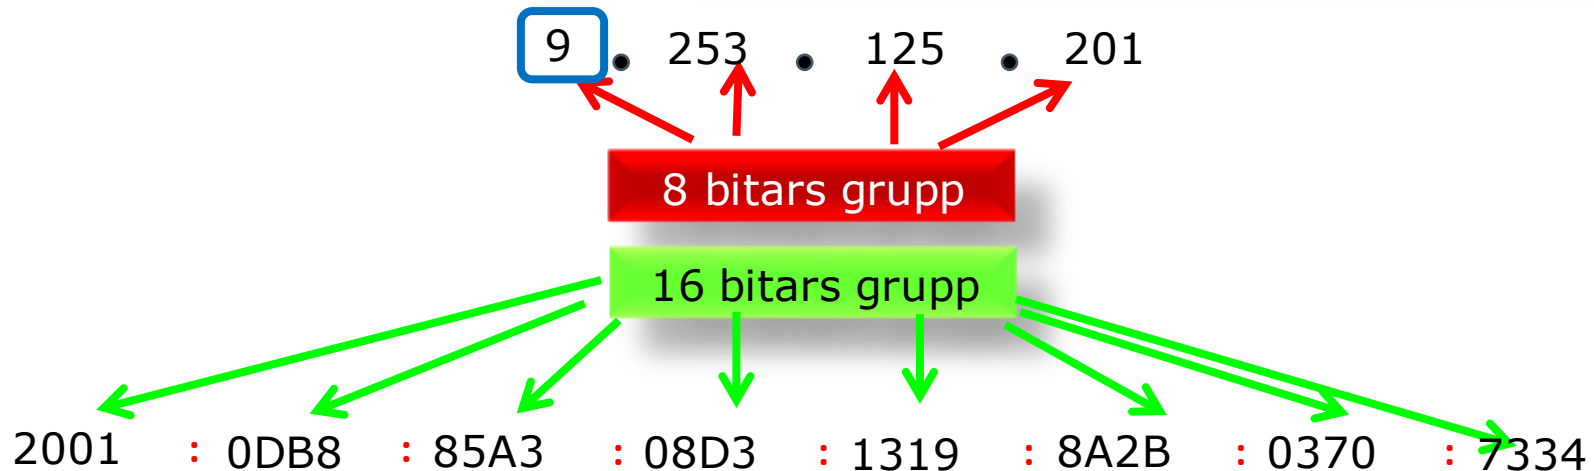 9 . 253 . 125 . 201
8 bitars grupp
16 bitars grupp
2001 : 0DB8 : 85A3 : 08D3 : 1319 : 8A2B : 0370 : 7334